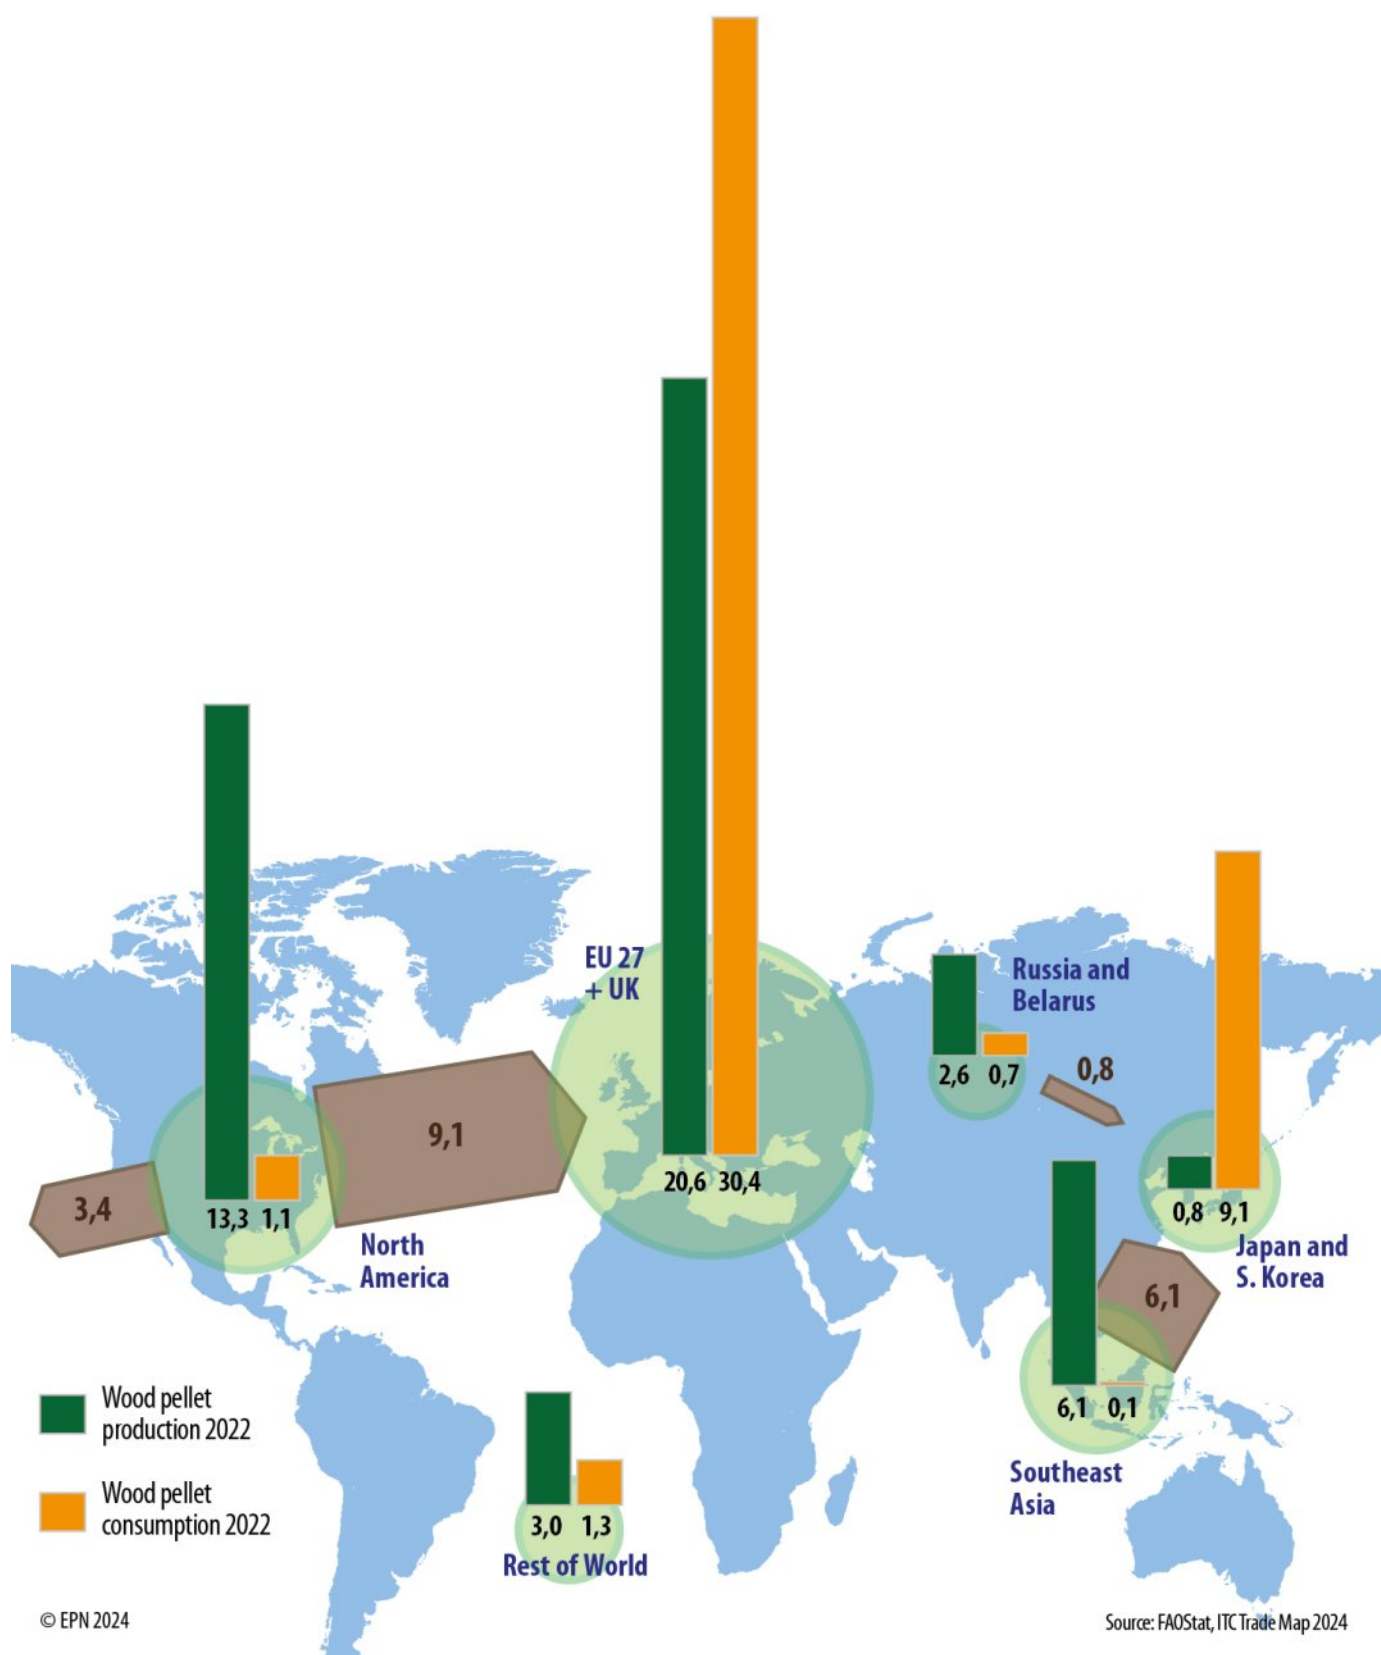 EU 27
+ UK
Russia and
Belarus
2,6 0,7
0,8
9,1
3,4
13,3 1,1
20,6 30,4
0,8 9,1
North
America
Japan and
S. Korea
6,1
6,1 0,1
Southeast
Asia
Wood pellet
production 2022
Wood pellet
consumption 2022
3,0 1,3
Rest of World
© EPN 2024
Source: FAOStat, ITC Trade Map 2024